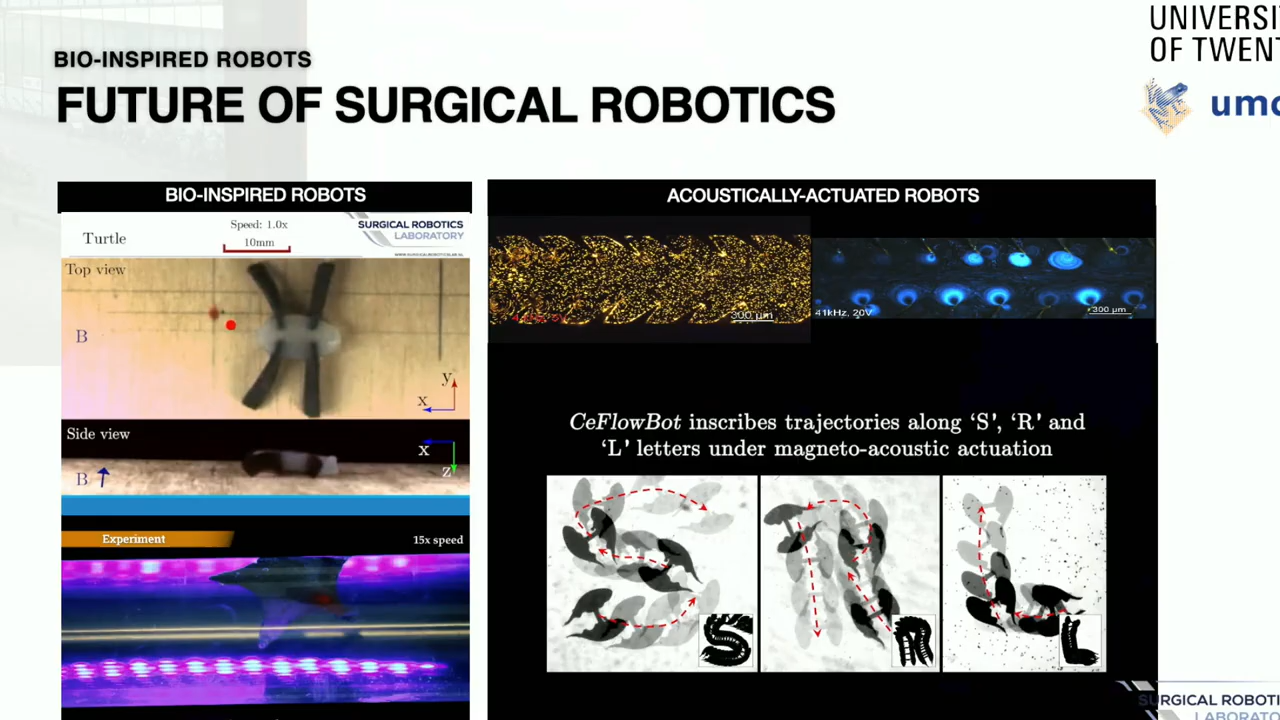 BIO-INSPIRED ROBOTS
FUTURE OF SURGICAL ROBOTICS
UNIVERSI
OF TWENT
umc
BIO-INSPIRED ROBOTS
Turtle
Speed: 1.0x
10mm
SURGICAL ROBOTICS
LABORATORY
Top view
B
y
x
Side view
B
x
z
Experiment
15x speed
ACOUSTICALLY-ACTUATED ROBOTS
300 µm
41kHz, 20V
300 µm
CeFlowBot inscribes trajectories along ‘S’, ‘R’ and
‘L’ letters under magneto-acoustic actuation
S
R
L
SURGICAL ROBOTI
LABORATO